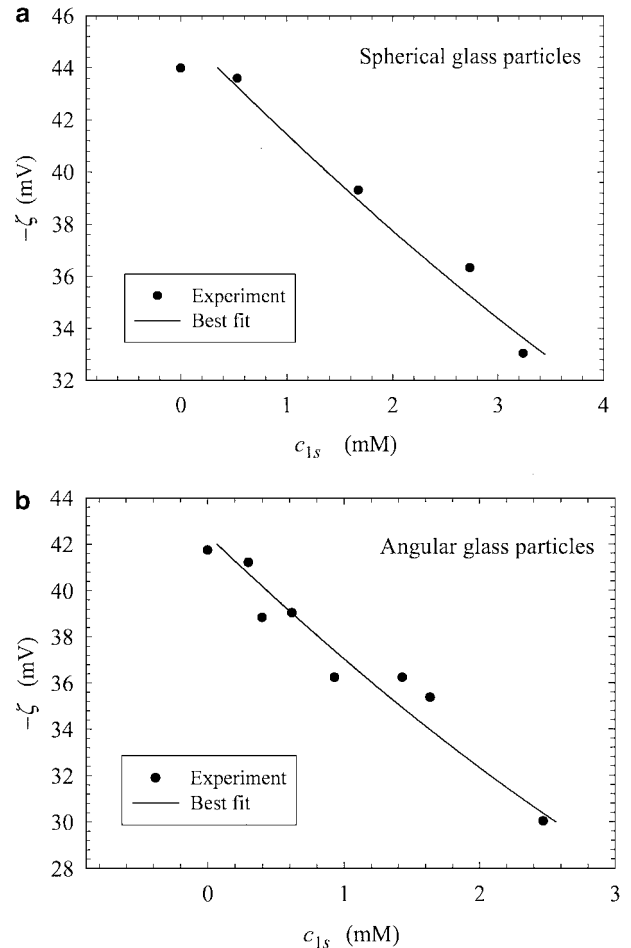 a
46
44
42
40
38
36
34
32
−ζ (mV)
Spherical glass particles
Experiment
Best fit
0 1 2 3 4
c1s (mM)
b
44
42
40
38
36
34
32
30
28
−ζ (mV)
Angular glass particles
Experiment
Best fit
0 1 2 3
c1s (mM)